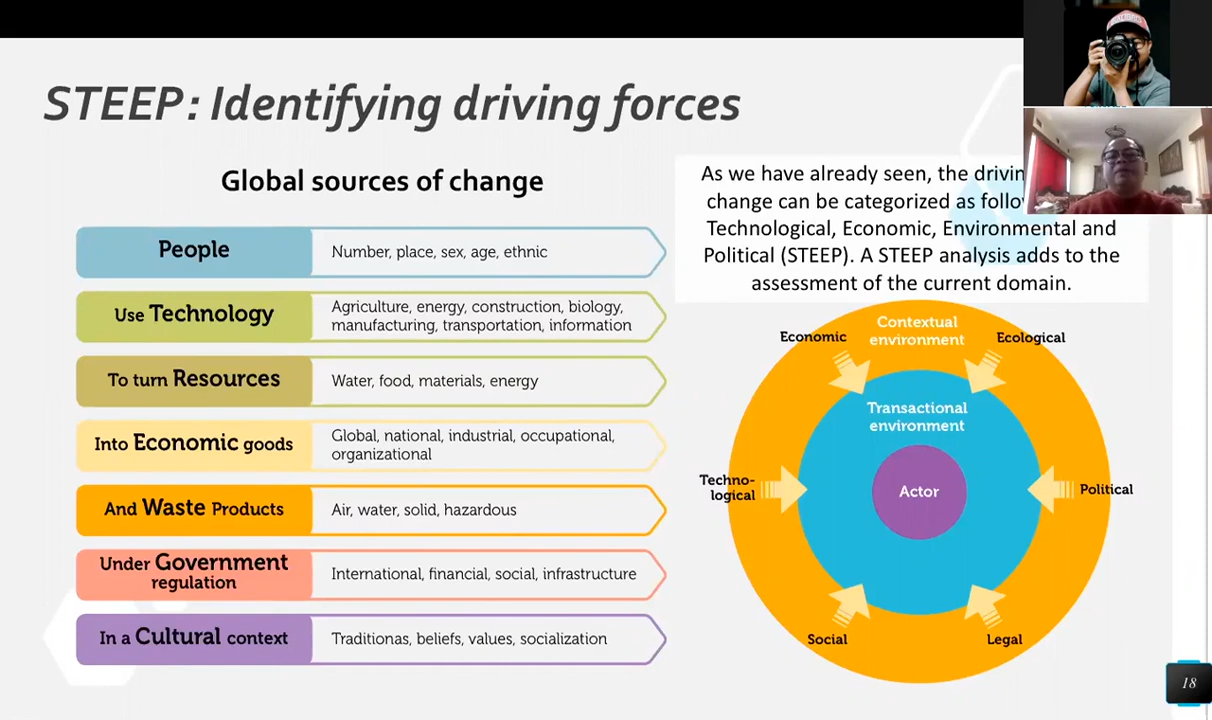 STEEP: Identifying driving forces
Global sources of change
People
Number, place, sex, age, ethnic
Use Technology
Agriculture, energy, construction, biology,
manufacturing, transportation, information
To turn Resources
Water, food, materials, energy
Into Economic goods
Global, national, industrial, occupational,
organizational
And Waste Products
Air, water, solid, hazardous
Under Government
regulation
International, financial, social, infrastructure
In a Cultural context
Traditionas, beliefs, values, socialization
As we have already seen, the
change can be categorized as
Technological, Economic, Environmental and
Political (STEEP). A STEEP analysis adds to the
assessment of the current domain.
Contextual
environment
Economic
Ecological
Transactional
environment
Techno-
logical
Actor
Political
Social
Legal
18